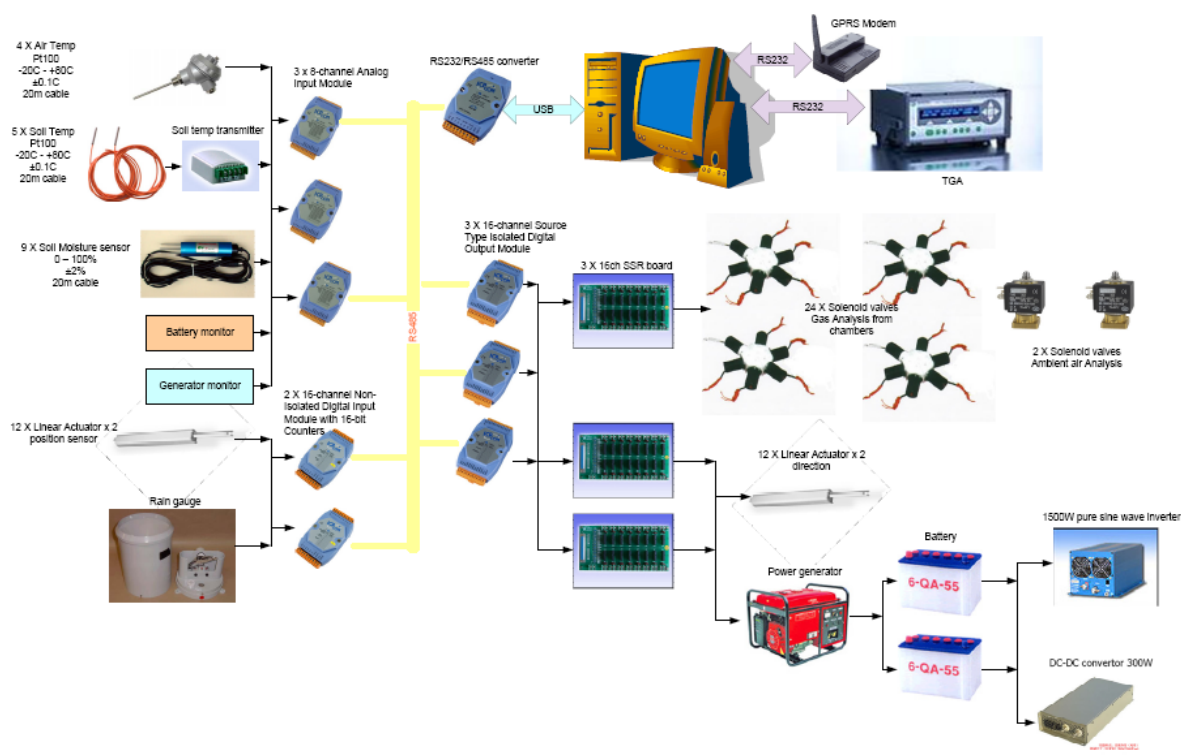 4 X Air Temp
Pt100
-20C - +80C
±0.1C
20m cable
3 x 8-channel Analog
Input Module
RS232/RS485 converter
USB
RS232
GPRS Modem
RS232
TGA
5 X Soil Temp
Pt100
-20C - +80C
±0.1C
20m cable
Soil temp transmitter
9 X Soil Moisture sensor
0 – 100%
±2%
20m cable
Battery monitor
Generator monitor
12 X Linear Actuator x 2
position sensor
Rain gauge
2 X 16-channel Non-
Isolated Digital Input
Module with 16-bit
Counters
RS485
3 X 16-channel Source
Type Isolated Digital
Output Module
3 X 16ch SSR board
24 X Solenoid valves
Gas Analysis from
chambers
2 X Solenoid valves
Ambient air Analysis
12 X Linear Actuator x 2
direction
Power generator
Battery
6-QA-55
6-QA-55
1500W pure sine wave inverter
DC-DC convertor 300W